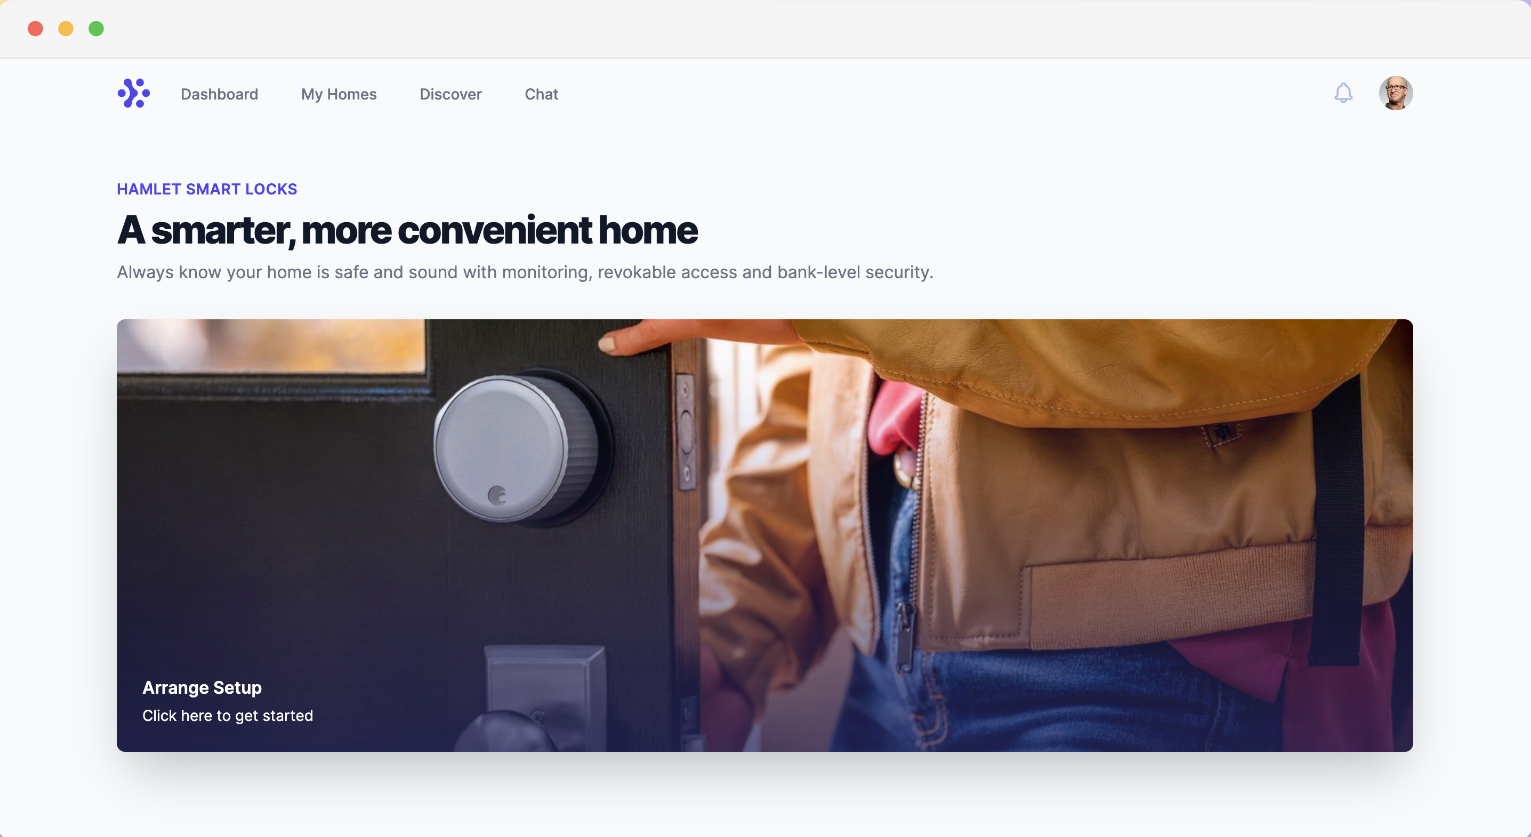 Dashboard
My Homes
Discover
Chat
HAMLET SMART LOCKS
A smarter, more convenient home
Always know your home is safe and sound with monitoring, revokable access and bank-level security.
Arrange Setup
Click here to get started